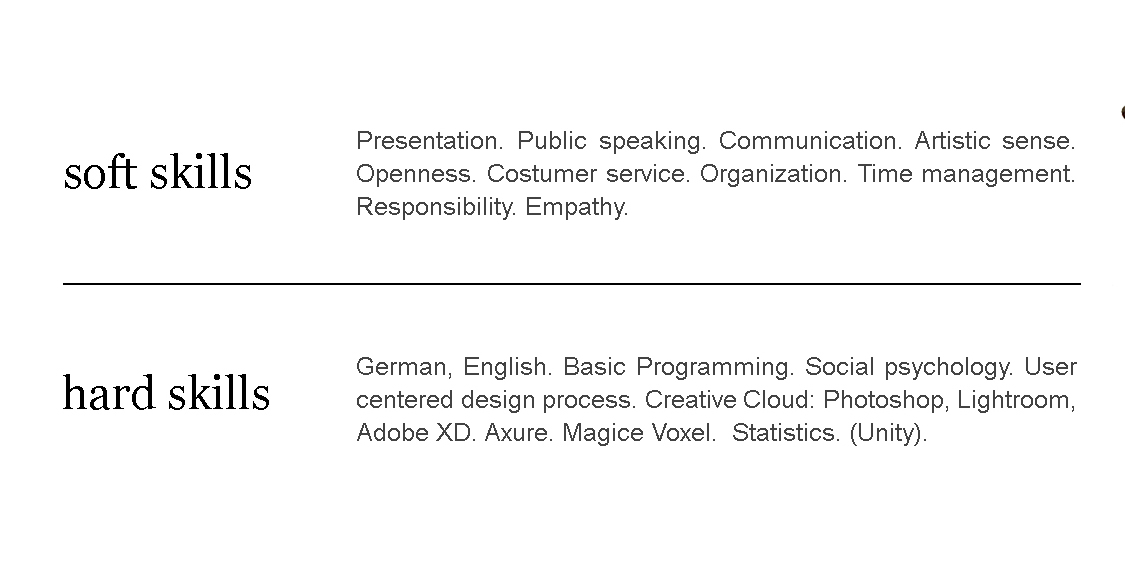 soft skills
Presentation. Public speaking. Communication. Artistic sense.
Openness. Costumer service. Organization. Time management.
Responsibility. Empathy.
hard skills
German, English. Basic Programming. Social psychology. User
centered design process. Creative Cloud: Photoshop, Lightroom,
Adobe XD. Axure. Magice Voxel.  Statistics. (Unity).